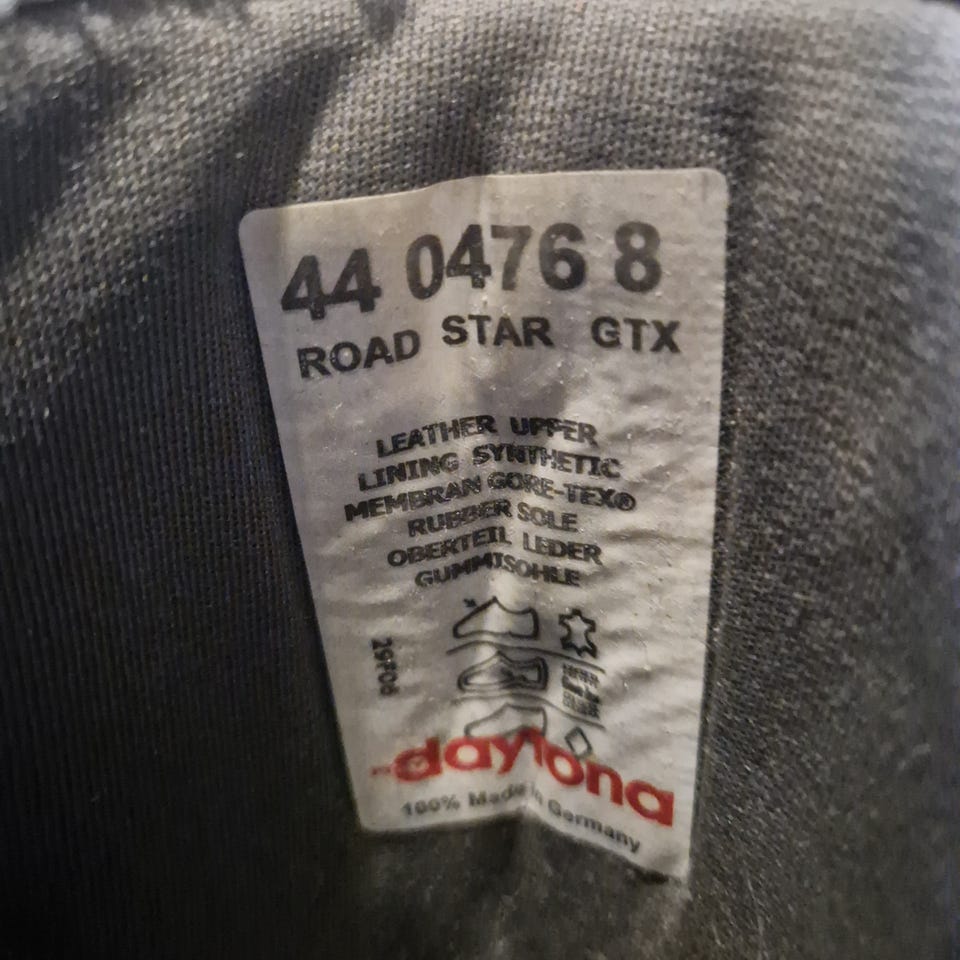 44 0476 8
ROAD STAR GTX
LEATHER UPPER
LINING SYNTHETIC
MEMBRAN GORE-TEX®
RUBBER SOLE
OBERTEIL LEDER
GUMMISOHLE
29F06
daytona
100% Made in Germany